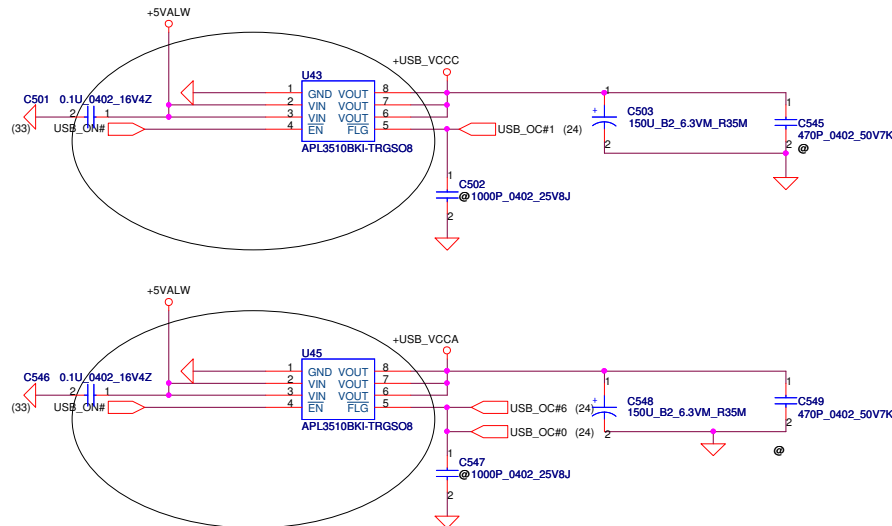 +5VALW
+USB_VCCC
U43
C501 0.1U_0402_16V4Z
1 GND VOUT 8
2 VIN VOUT 7
3 VIN VOUT 6
4 EN FLG 5
2 1
(33) USB_ON#
APL3510BKI-TRGSO8
USB_OC#1 (24)
1
+
C503
150U_B2_6.3VM_R35M
2
1
C545
470P_0402_50V7K
2
@
1
C502
@1000P_0402_25V8J
2
+5VALW
+USB_VCCA
U45
C546 0.1U_0402_16V4Z
1 GND VOUT 8
2 VIN VOUT 7
3 VIN VOUT 6
4 EN FLG 5
2 1
(33) USB_ON#
APL3510BKI-TRGSO8
USB_OC#6 (24)
USB_OC#0 (24)
1
+
C548
150U_B2_6.3VM_R35M
2
1
C549
470P_0402_50V7K
2
@
1
C547
@1000P_0402_25V8J
2